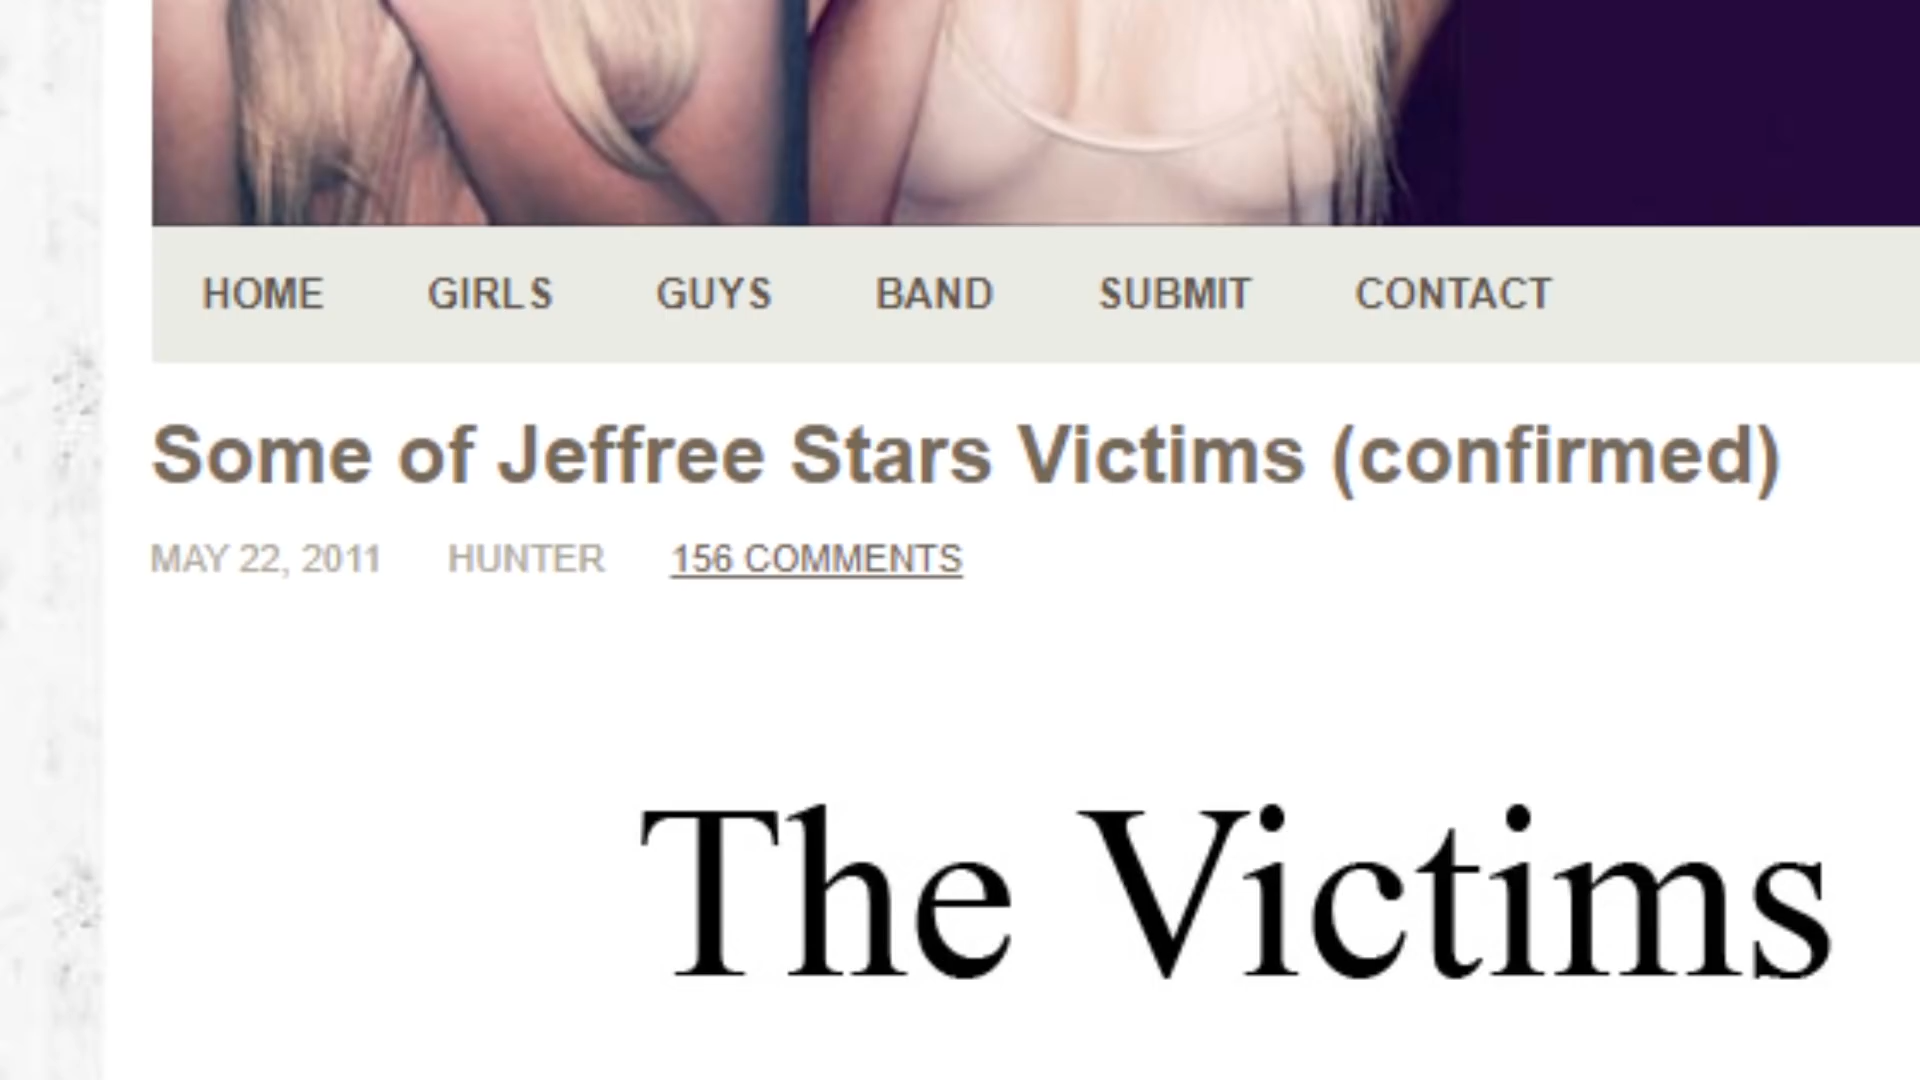 HOME GIRLS GUYS BAND SUBMIT CONTACT
Some of Jeffree Stars Victims (confirmed)
MAY 22, 2011 HUNTER 156 COMMENTS
The Victims